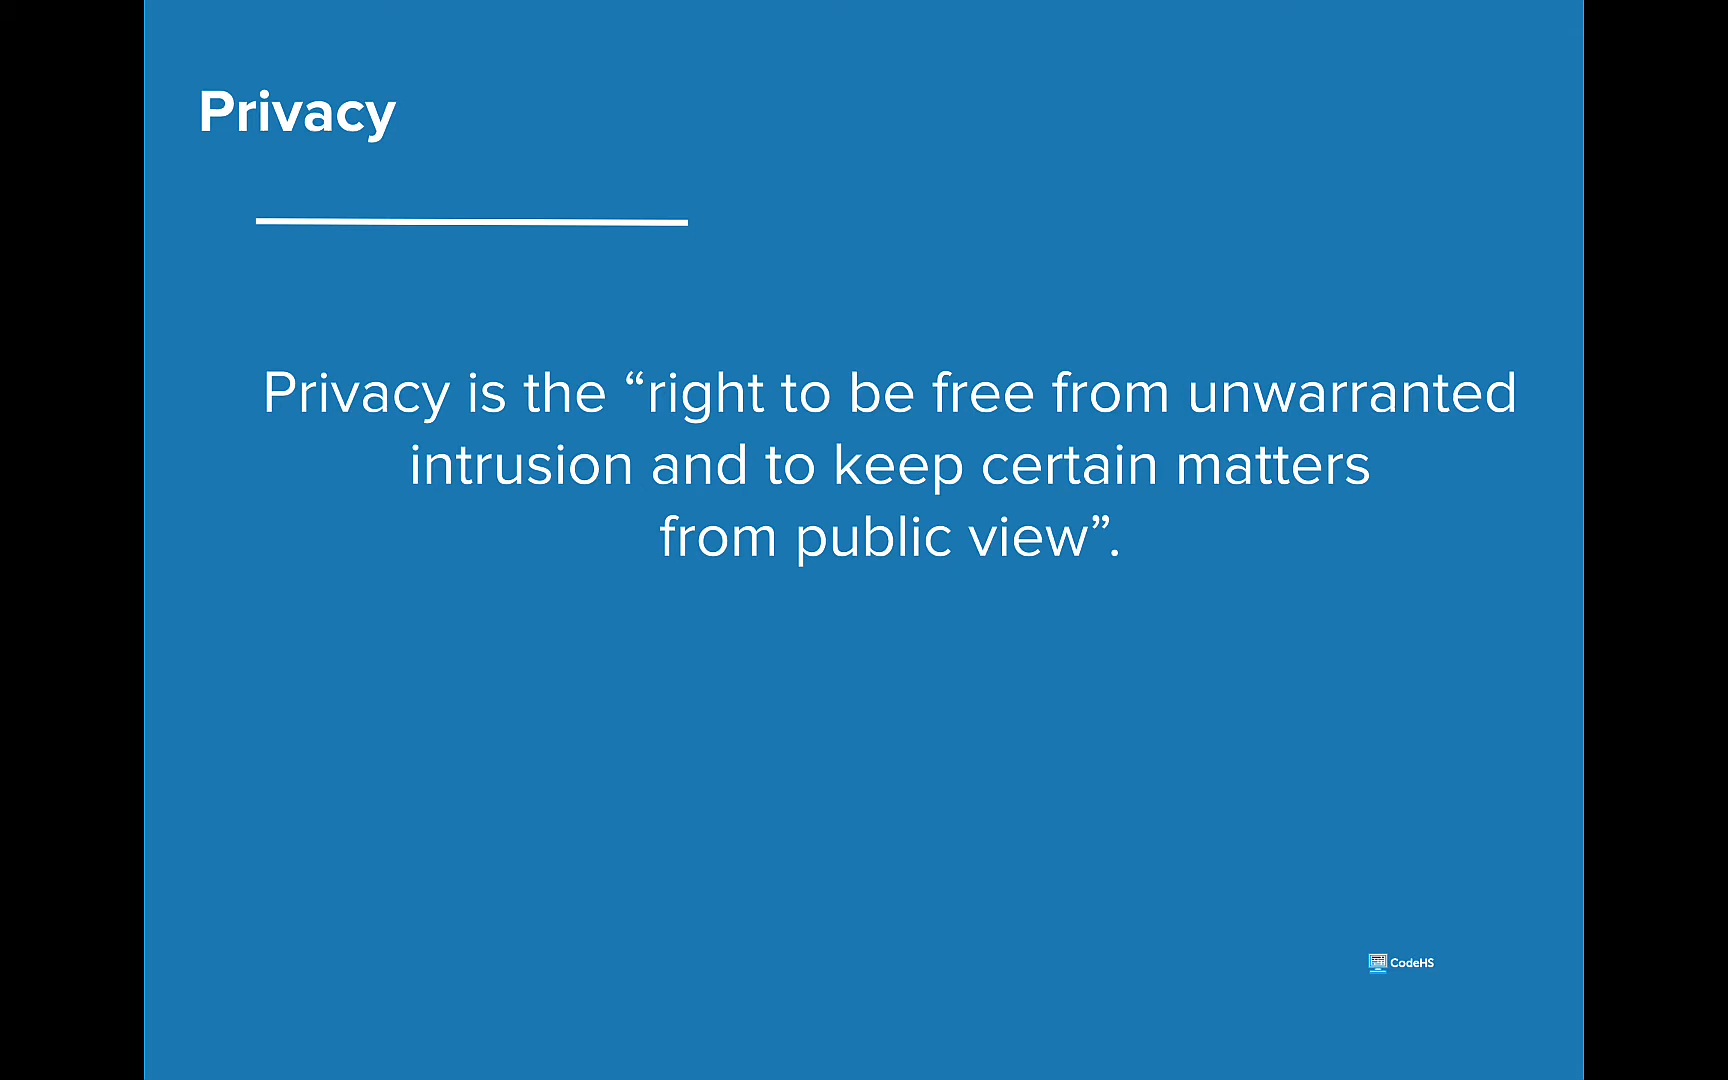 Privacy
Privacy is the “right to be free from unwarranted
intrusion and to keep certain matters
from public view”.
CodeHS